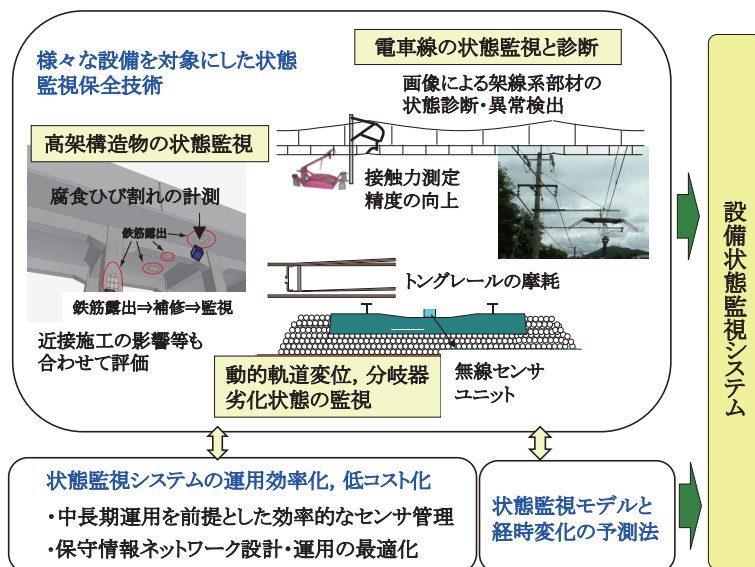 様々な設備を対象にした状態
監視保全技術
電車線の状態監視と診断
画像による架線系部材の
状態診断・異常検出
高架構造物の状態監視
腐食ひび割れの計測
鉄筋露出
鉄筋露出
鉄筋露出⇒補修⇒監視
近接施工の影響等も
合わせて評価
接触力測定
精度の向上
トングレールの摩耗
無線センサ
ユニット
動的軌道変位，分岐器
劣化状態の監視
設備状態監視システム
状態監視システムの運用効率化，低コスト化
・中長期運用を前提とした効率的なセンサ管理
・保守情報ネットワーク設計・運用の最適化
状態監視モデルと
経時変化の予測法